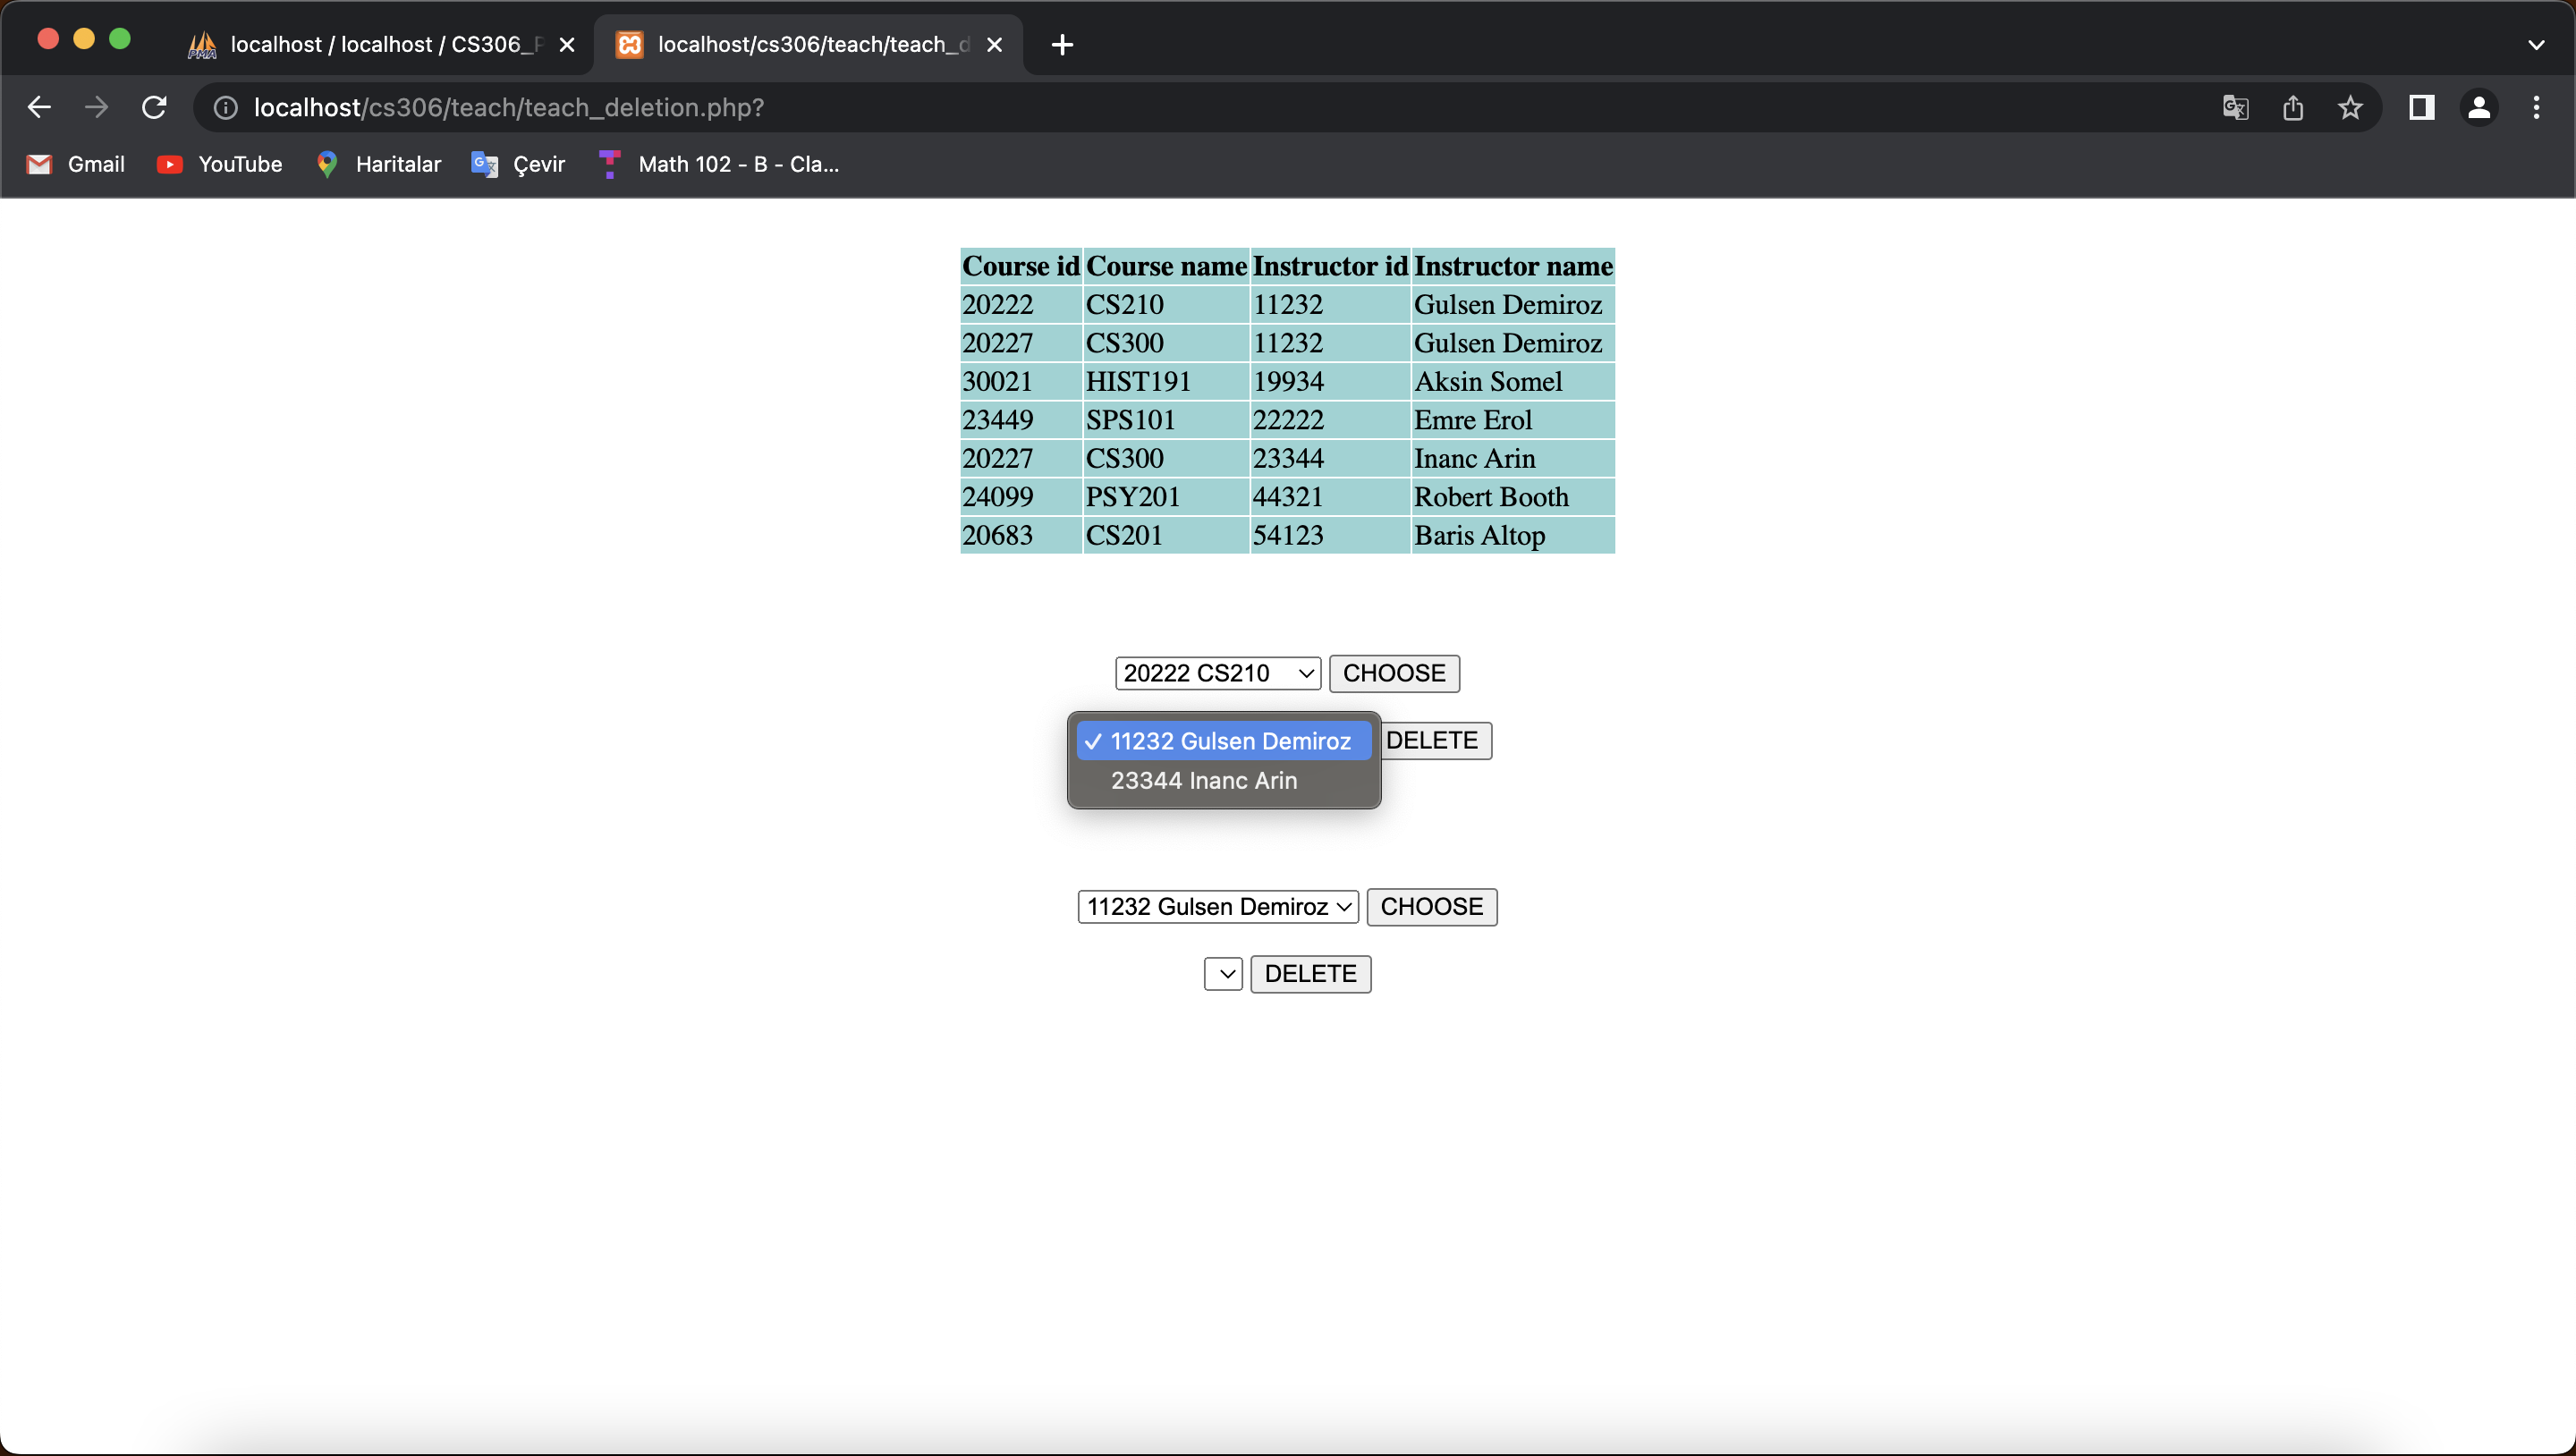 localhost / localhost / CS306_P
localhost/cs306/teach/teach_d
localhost/cs306/teach/teach_deletion.php?
Gmail YouTube Haritalar Çevir Math 102 - B - Cla...
Course id Course name Instructor id Instructor name
20222 CS210 11232 Gulsen Demiroz
20227 CS300 11232 Gulsen Demiroz
30021 HIST191 19934 Aksin Somel
23449 SPS101 22222 Emre Erol
20227 CS300 23344 Inanc Arin
24099 PSY201 44321 Robert Booth
20683 CS201 54123 Baris Altop
20222 CS210 CHOOSE
11232 Gulsen Demiroz DELETE
23344 Inanc Arin
11232 Gulsen Demiroz CHOOSE
DELETE